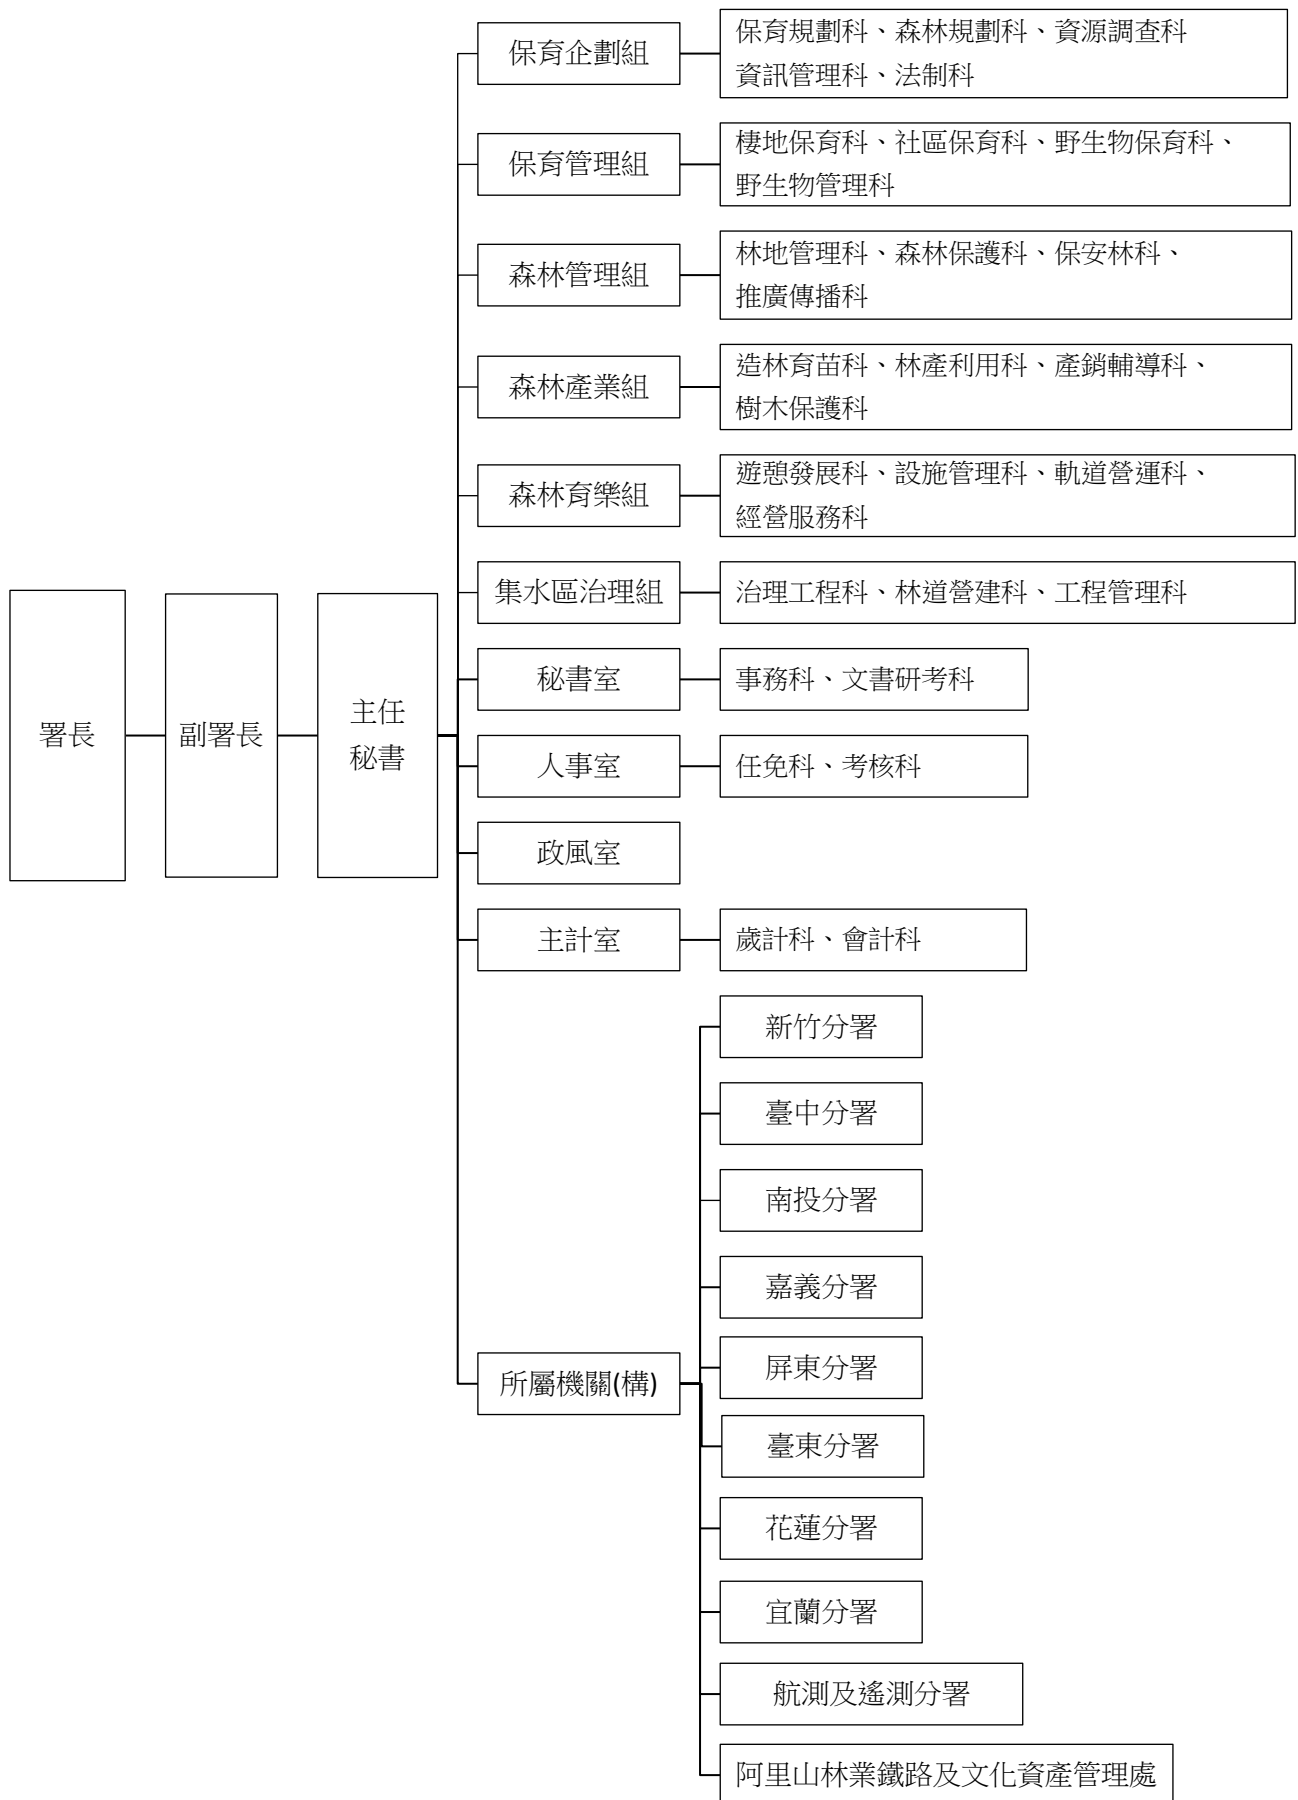 署長
副署長
主任
秘書
保育企劃組
保育規劃科、森林規劃科、資源調查科
資訊管理科、法制科
保育管理組
棲地保育科、社區保育科、野生物保育科、
野生物管理科
森林管理組
林地管理科、森林保護科、保安林科、
推廣傳播科
森林產業組
造林育苗科、林產利用科、產銷輔導科、
樹木保護科
森林育樂組
遊憩發展科、設施管理科、軌道營運科、
經營服務科
集水區治理組
治理工程科、林道營建科、工程管理科
秘書室
事務科、文書研考科
人事室
任免科、考核科
政風室
主計室
歲計科、會計科
所屬機關(構)
新竹分署
臺中分署
南投分署
嘉義分署
屏東分署
臺東分署
花蓮分署
宜蘭分署
航測及遙測分署
阿里山林業鐵路及文化資產管理處